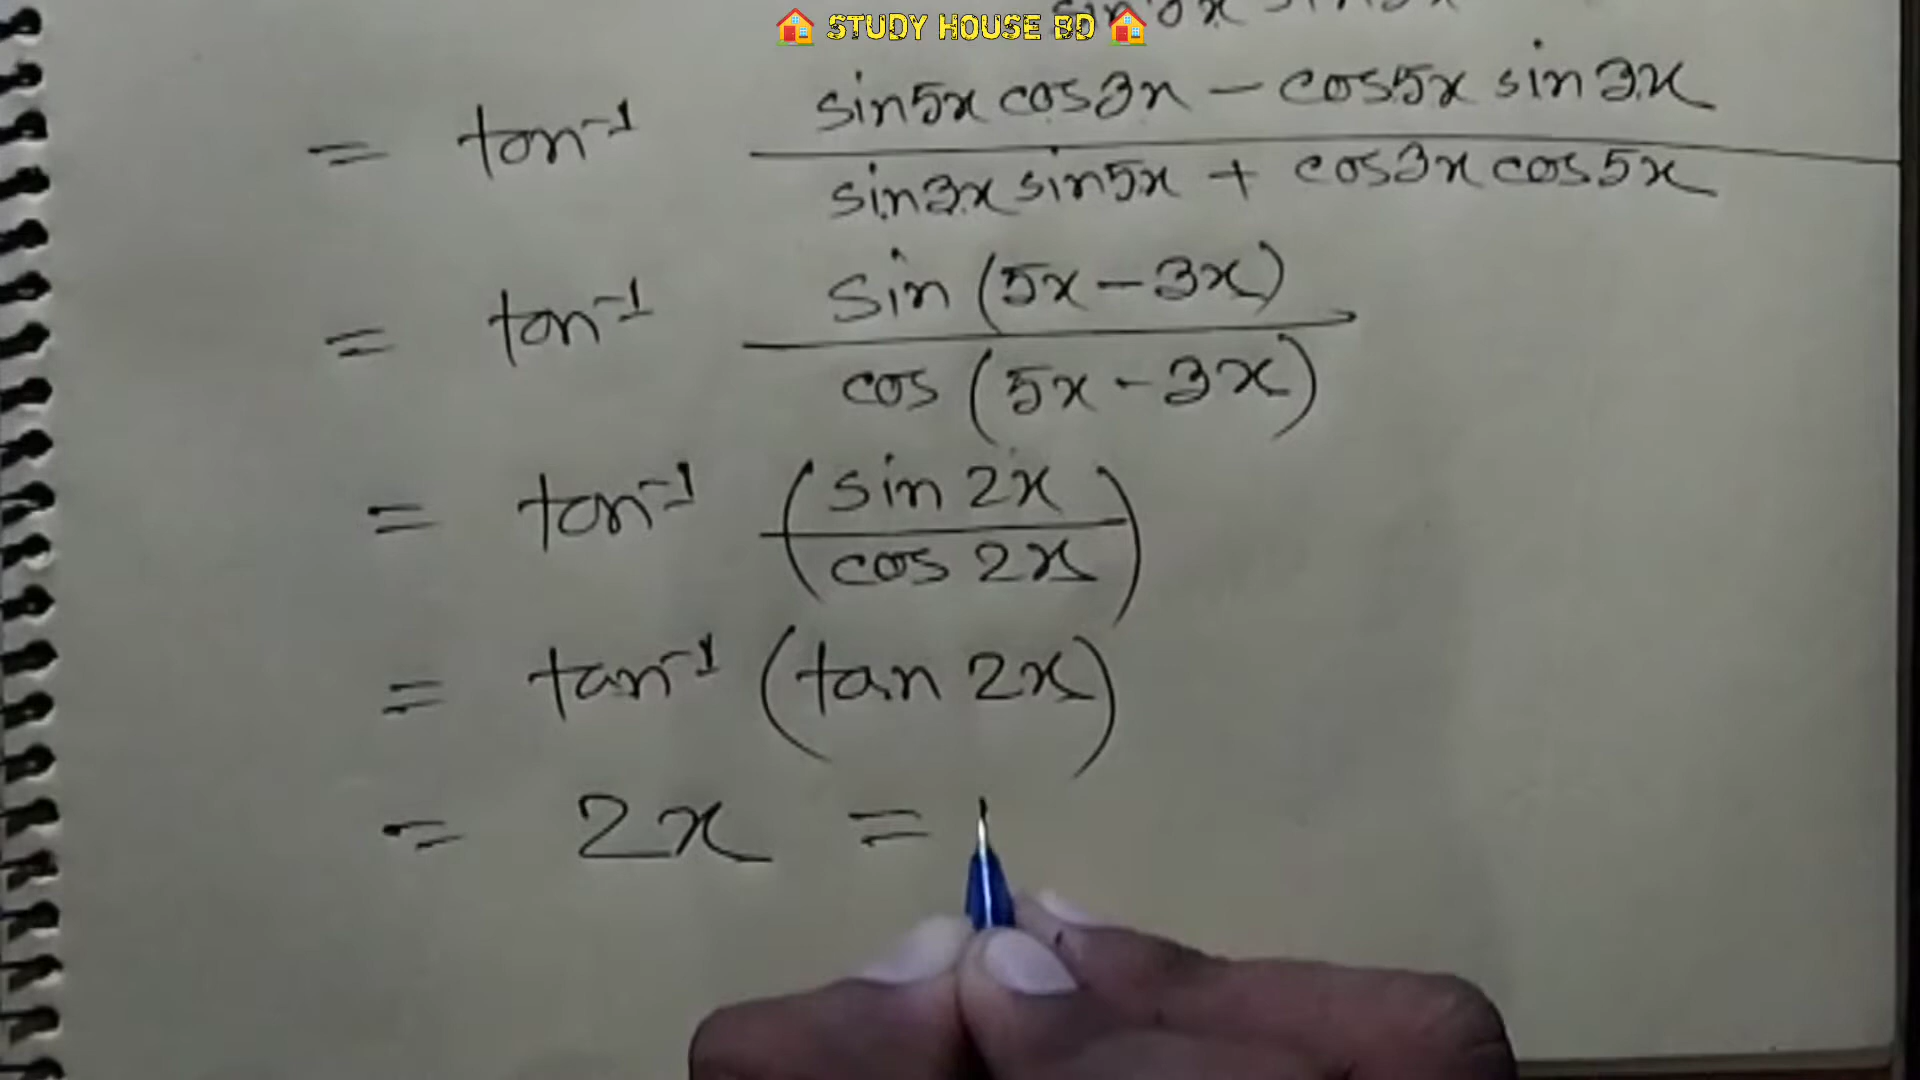 🏠 STUDY HOUSE BD 🏠
= tan⁻¹ (sin5x cos3x − cos5x sin3x) / (sin3x sin5x + cos3x cos5x)
= tan⁻¹ sin (5x − 3x) / cos (5x − 3x)
= tan⁻¹ (sin 2x / cos 2x)
= tan⁻¹ (tan 2x)
= 2x =